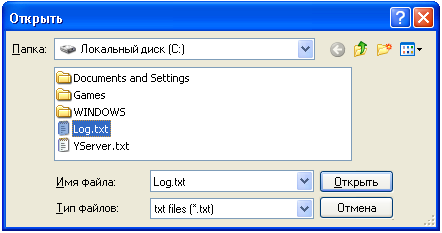 Открыть
Папка: Локальный диск (C:)
Documents and Settings
Games
WINDOWS
Log.txt
YServer.txt
Имя файла: Log.txt Открыть
Тип файлов: txt files (*.txt) Отмена